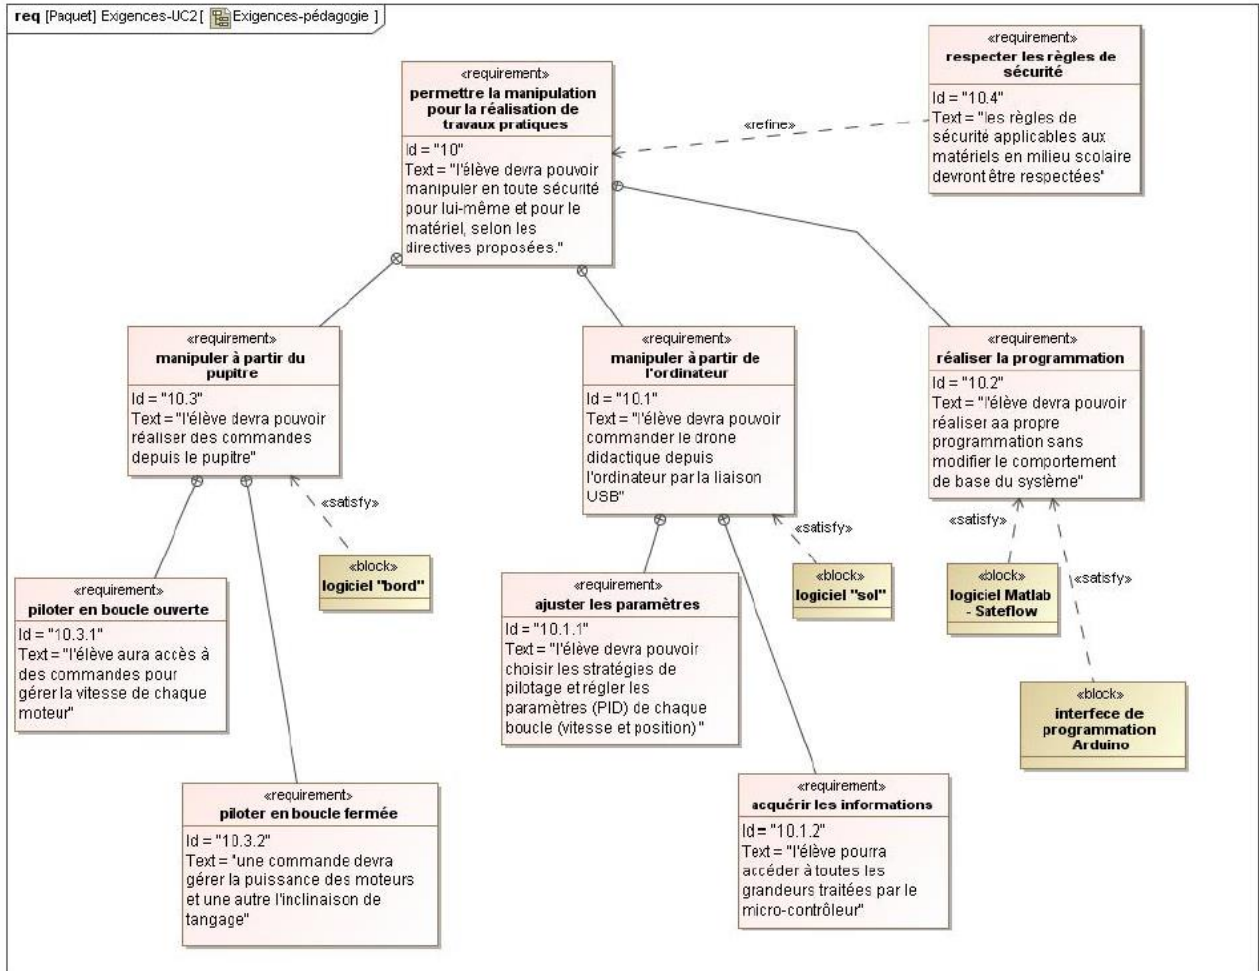 req [Paquet] Exigences-UC2[ Exigences-pédagogie ]
«requirement»
permettre la manipulation
pour la réalisation de
travaux pratiques
Id = "10"
Text = "l'élève devra pouvoir
manipuler en toute sécurité
pour lui-même et pour le
matériel, selon les
directives proposées."
«refine»
«requirement»
respecter les règles de
sécurité
Id = "10.4"
Text = "les règles de
sécurité applicables aux
matériels en milieu scolaire
devront être respectées"
«requirement»
manipuler à partir du
pupitre
Id = "10.3"
Text = "l'élève devra pouvoir
réaliser des commandes
depuis le pupitre"
«satisfy»
«block»
logiciel "bord"
«requirement»
manipuler à partir de
l'ordinateur
Id = "10.1"
Text = "l'élève devra pouvoir
commander le drone
didactique depuis
l'ordinateur par la liaison
USB"
«satisfy»
«block»
logiciel "sol"
«requirement»
réaliser la programmation
Id = "10.2"
Text = "l'élève devra pouvoir
réaliser aa propre
programmation sans
modifier le comportement
de base du système"
«satisfy»
«block»
logiciel Matlab
- Sateflow
«satisfy»
«block»
interfece de
programmation
Arduino
«requirement»
piloter en boucle ouverte
Id = "10.3.1"
Text = "l'élève aura accès à
des commandes pour
gérer la vitesse de chaque
moteur"
«requirement»
ajuster les paramètres
Id = "10.1.1"
Text = "l'élève devra pouvoir
choisir les stratégies de
pilotage et régler les
paramètres (PID) de chaque
boucle (vitesse et position)"
«requirement»
piloter en boucle fermée
Id = "10.3.2"
Text = "une commande devra
gérer la puissance des moteurs
et une autre l'inclinaison de
tangage"
«requirement»
acquérir les informations
Id = "10.1.2"
Text = "l'élève pourra
accéder à toutes les
grandeurs traitées par le
micro-contrôleur"